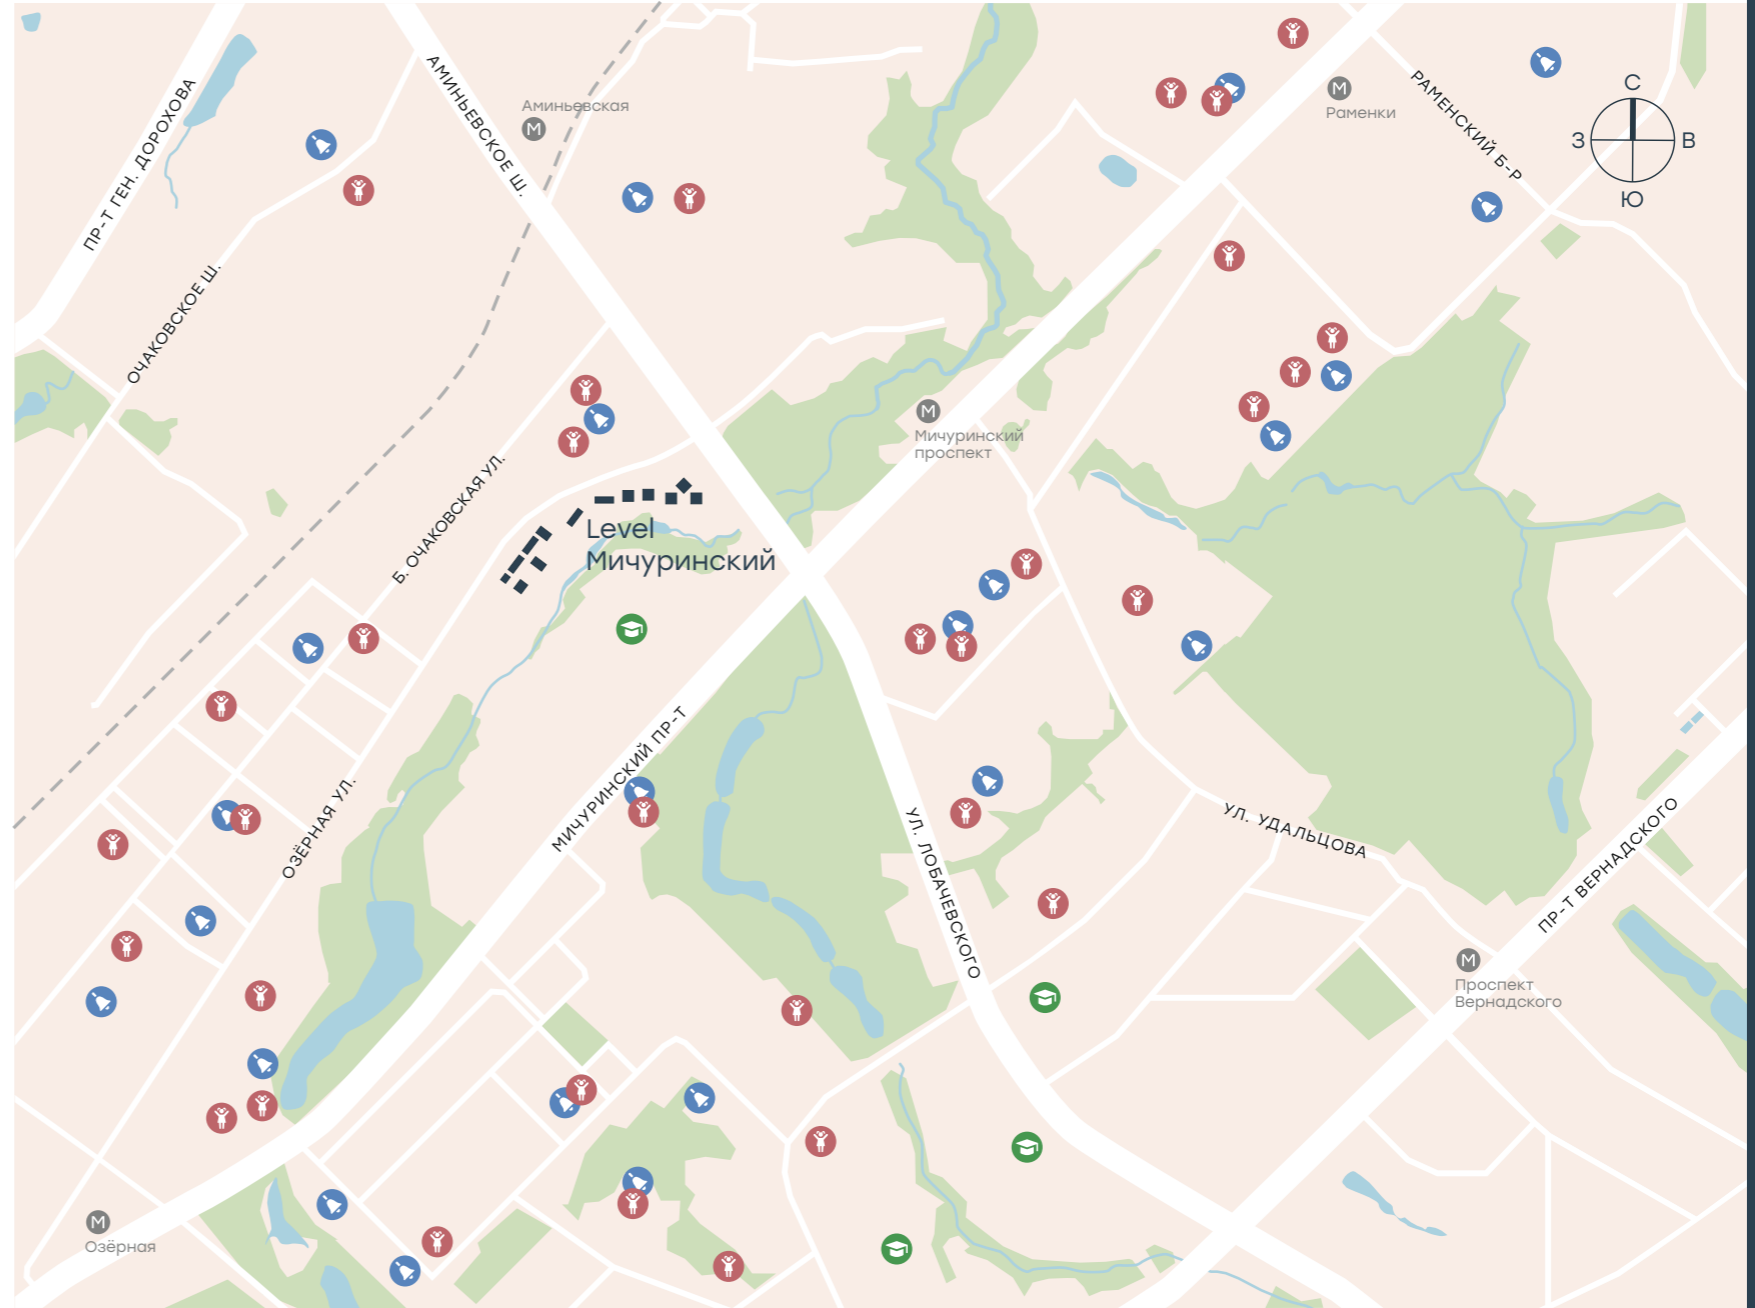 С
З
В
Ю
ПР-Т ГЕН. ДОРОХОВА
АМИНЬЕВСКОЕ Ш.
Аминьевская
М
М
Раменки
РАМЕНСКИЙ Б-Р
ОЧАКОВСКОЕ Ш.
М
Мичуринский
проспект
Б. ОЧАКОВСКАЯ УЛ.
Level
Мичуринский
МИЧУРИНСКИЙ ПР-Т
ОЗЁРНАЯ УЛ.
УЛ. ЛОБАЧЕВСКОГО
УЛ. УДАЛЬЦОВА
ПР-Т ВЕРНАДСКОГО
М
Проспект
Вернадского
М
Озёрная